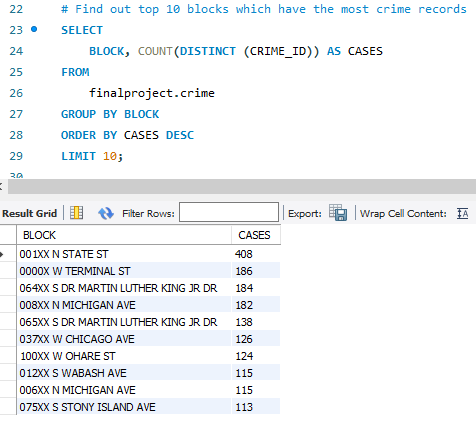 22 # Find out top 10 blocks which have the most crime records
23 SELECT
24 BLOCK, COUNT(DISTINCT (CRIME_ID)) AS CASES
25 FROM
26 finalproject.crime
27 GROUP BY BLOCK
28 ORDER BY CASES DESC
29 LIMIT 10;
30
Result Grid Filter Rows: Export: Wrap Cell Content: IA
BLOCK CASES
001XX N STATE ST 408
0000X W TERMINAL ST 186
064XX S DR MARTIN LUTHER KING JR DR 184
008XX N MICHIGAN AVE 182
065XX S DR MARTIN LUTHER KING JR DR 138
037XX W CHICAGO AVE 126
100XX W OHARE ST 124
012XX S WABASH AVE 115
006XX N MICHIGAN AVE 115
075XX S STONY ISLAND AVE 113